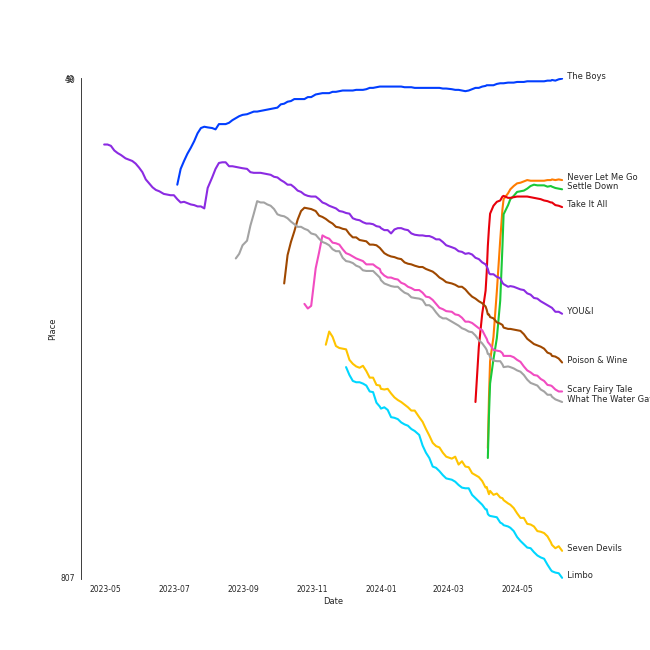 The Boys
Never Let Me Go
Settle Down
Take It All
YOU&I
Poison & Wine
Scary Fairy Tale
What The Water Ga
Seven Devils
Limbo
807
Place
2023-05 2023-07 2023-09 2023-11 2024-01 2024-03 2024-05
Date